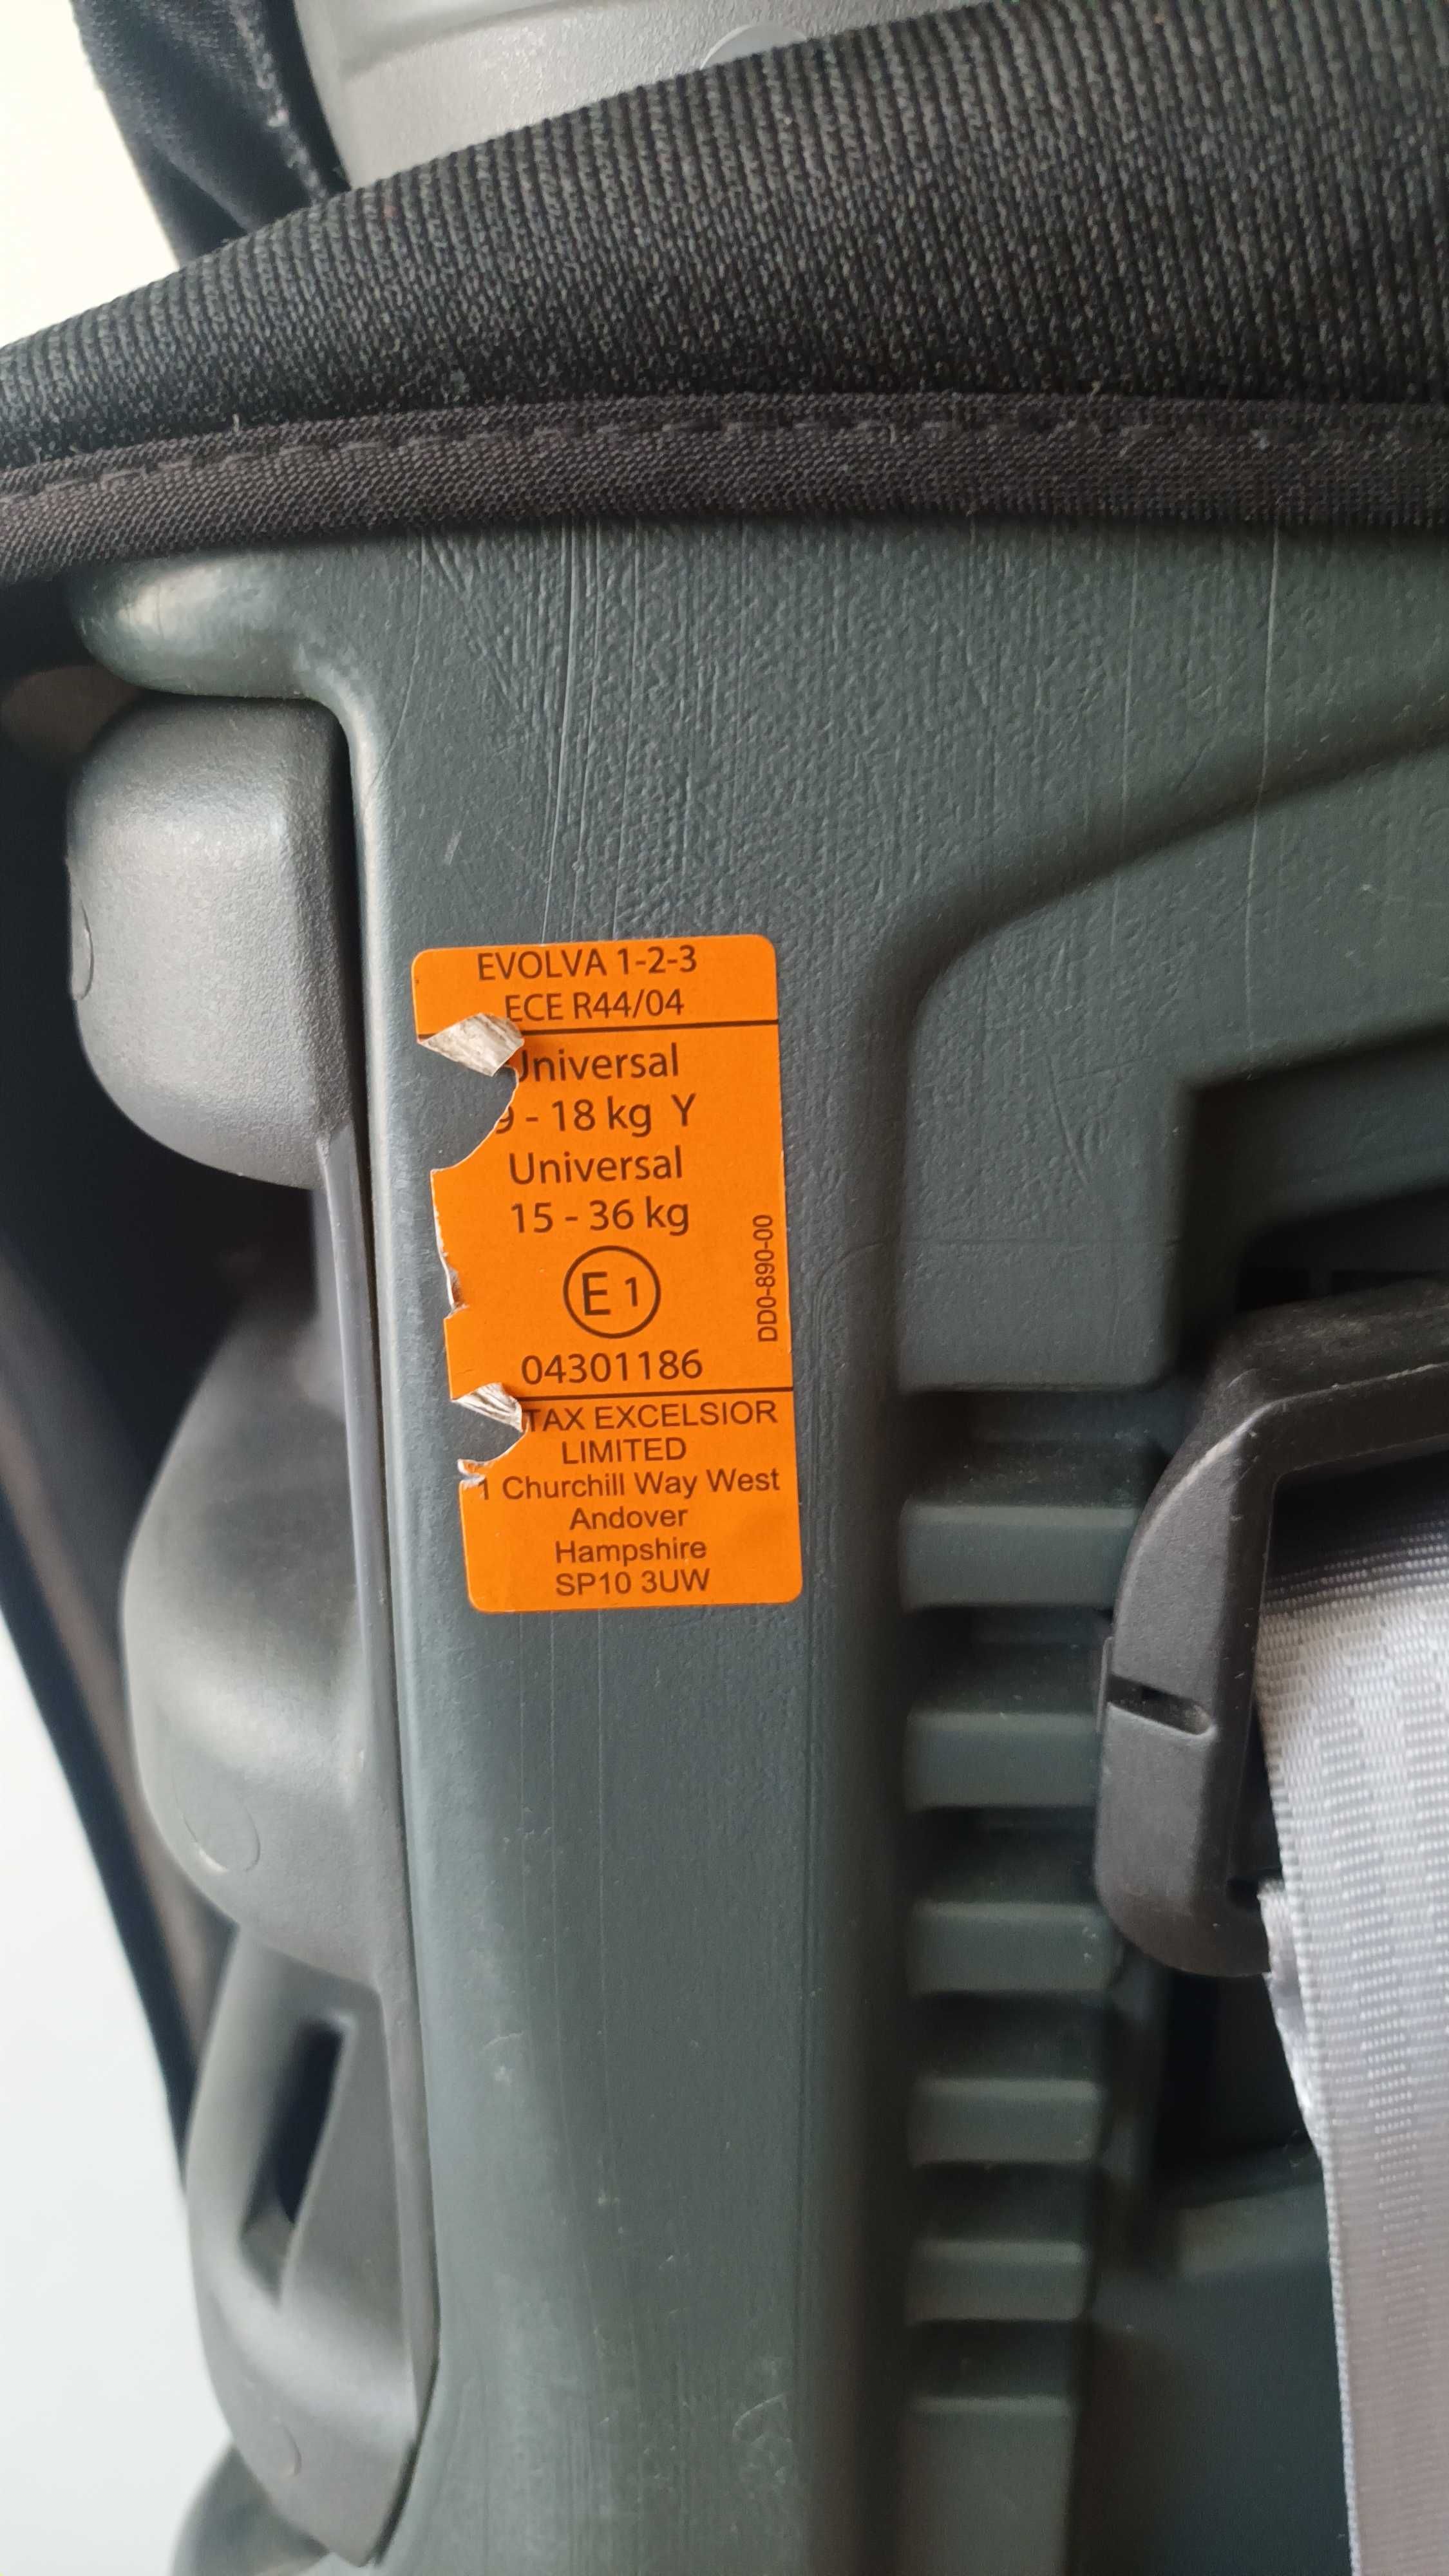 EVOLVA 1-2-3
ECE R44/04
Universal
9 - 18 kg Y
Universal
15 - 36 kg
E 1
04301186
DD0-890-00
TAX EXCELSIOR
LIMITED
1 Churchill Way West
Andover
Hampshire
SP10 3UW